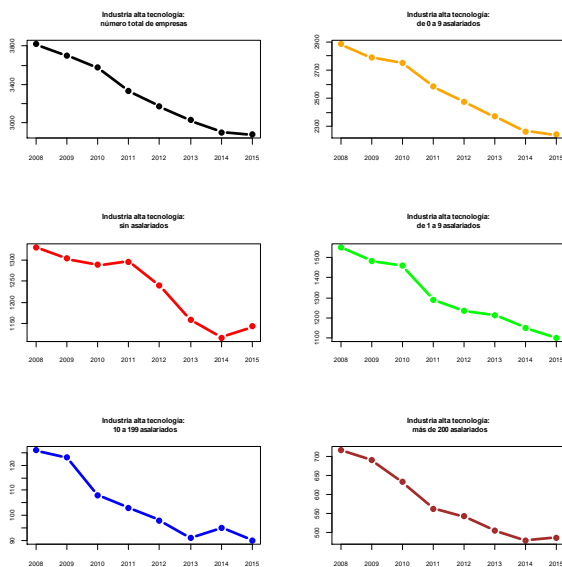 Industria alta tecnología:
número total de empresas
3800
3400
3000
2008 2009 2010 2011 2012 2013 2014 2015
Industria alta tecnología:
de 0 a 9 asalariados
2900
2700
2500
2300
2008 2009 2010 2011 2012 2013 2014 2015
Industria alta tecnología:
sin asalariados
1300
1250
1200
1150
2008 2009 2010 2011 2012 2013 2014 2015
Industria alta tecnología:
de 1 a 9 asalariados
1500
1400
1300
1200
1100
2008 2009 2010 2011 2012 2013 2014 2015
Industria alta tecnología:
10 a 199 asalariados
120
110
100
90
2008 2009 2010 2011 2012 2013 2014 2015
Industria alta tecnología:
más de 200 asalariados
700
650
600
550
500
2008 2009 2010 2011 2012 2013 2014 2015